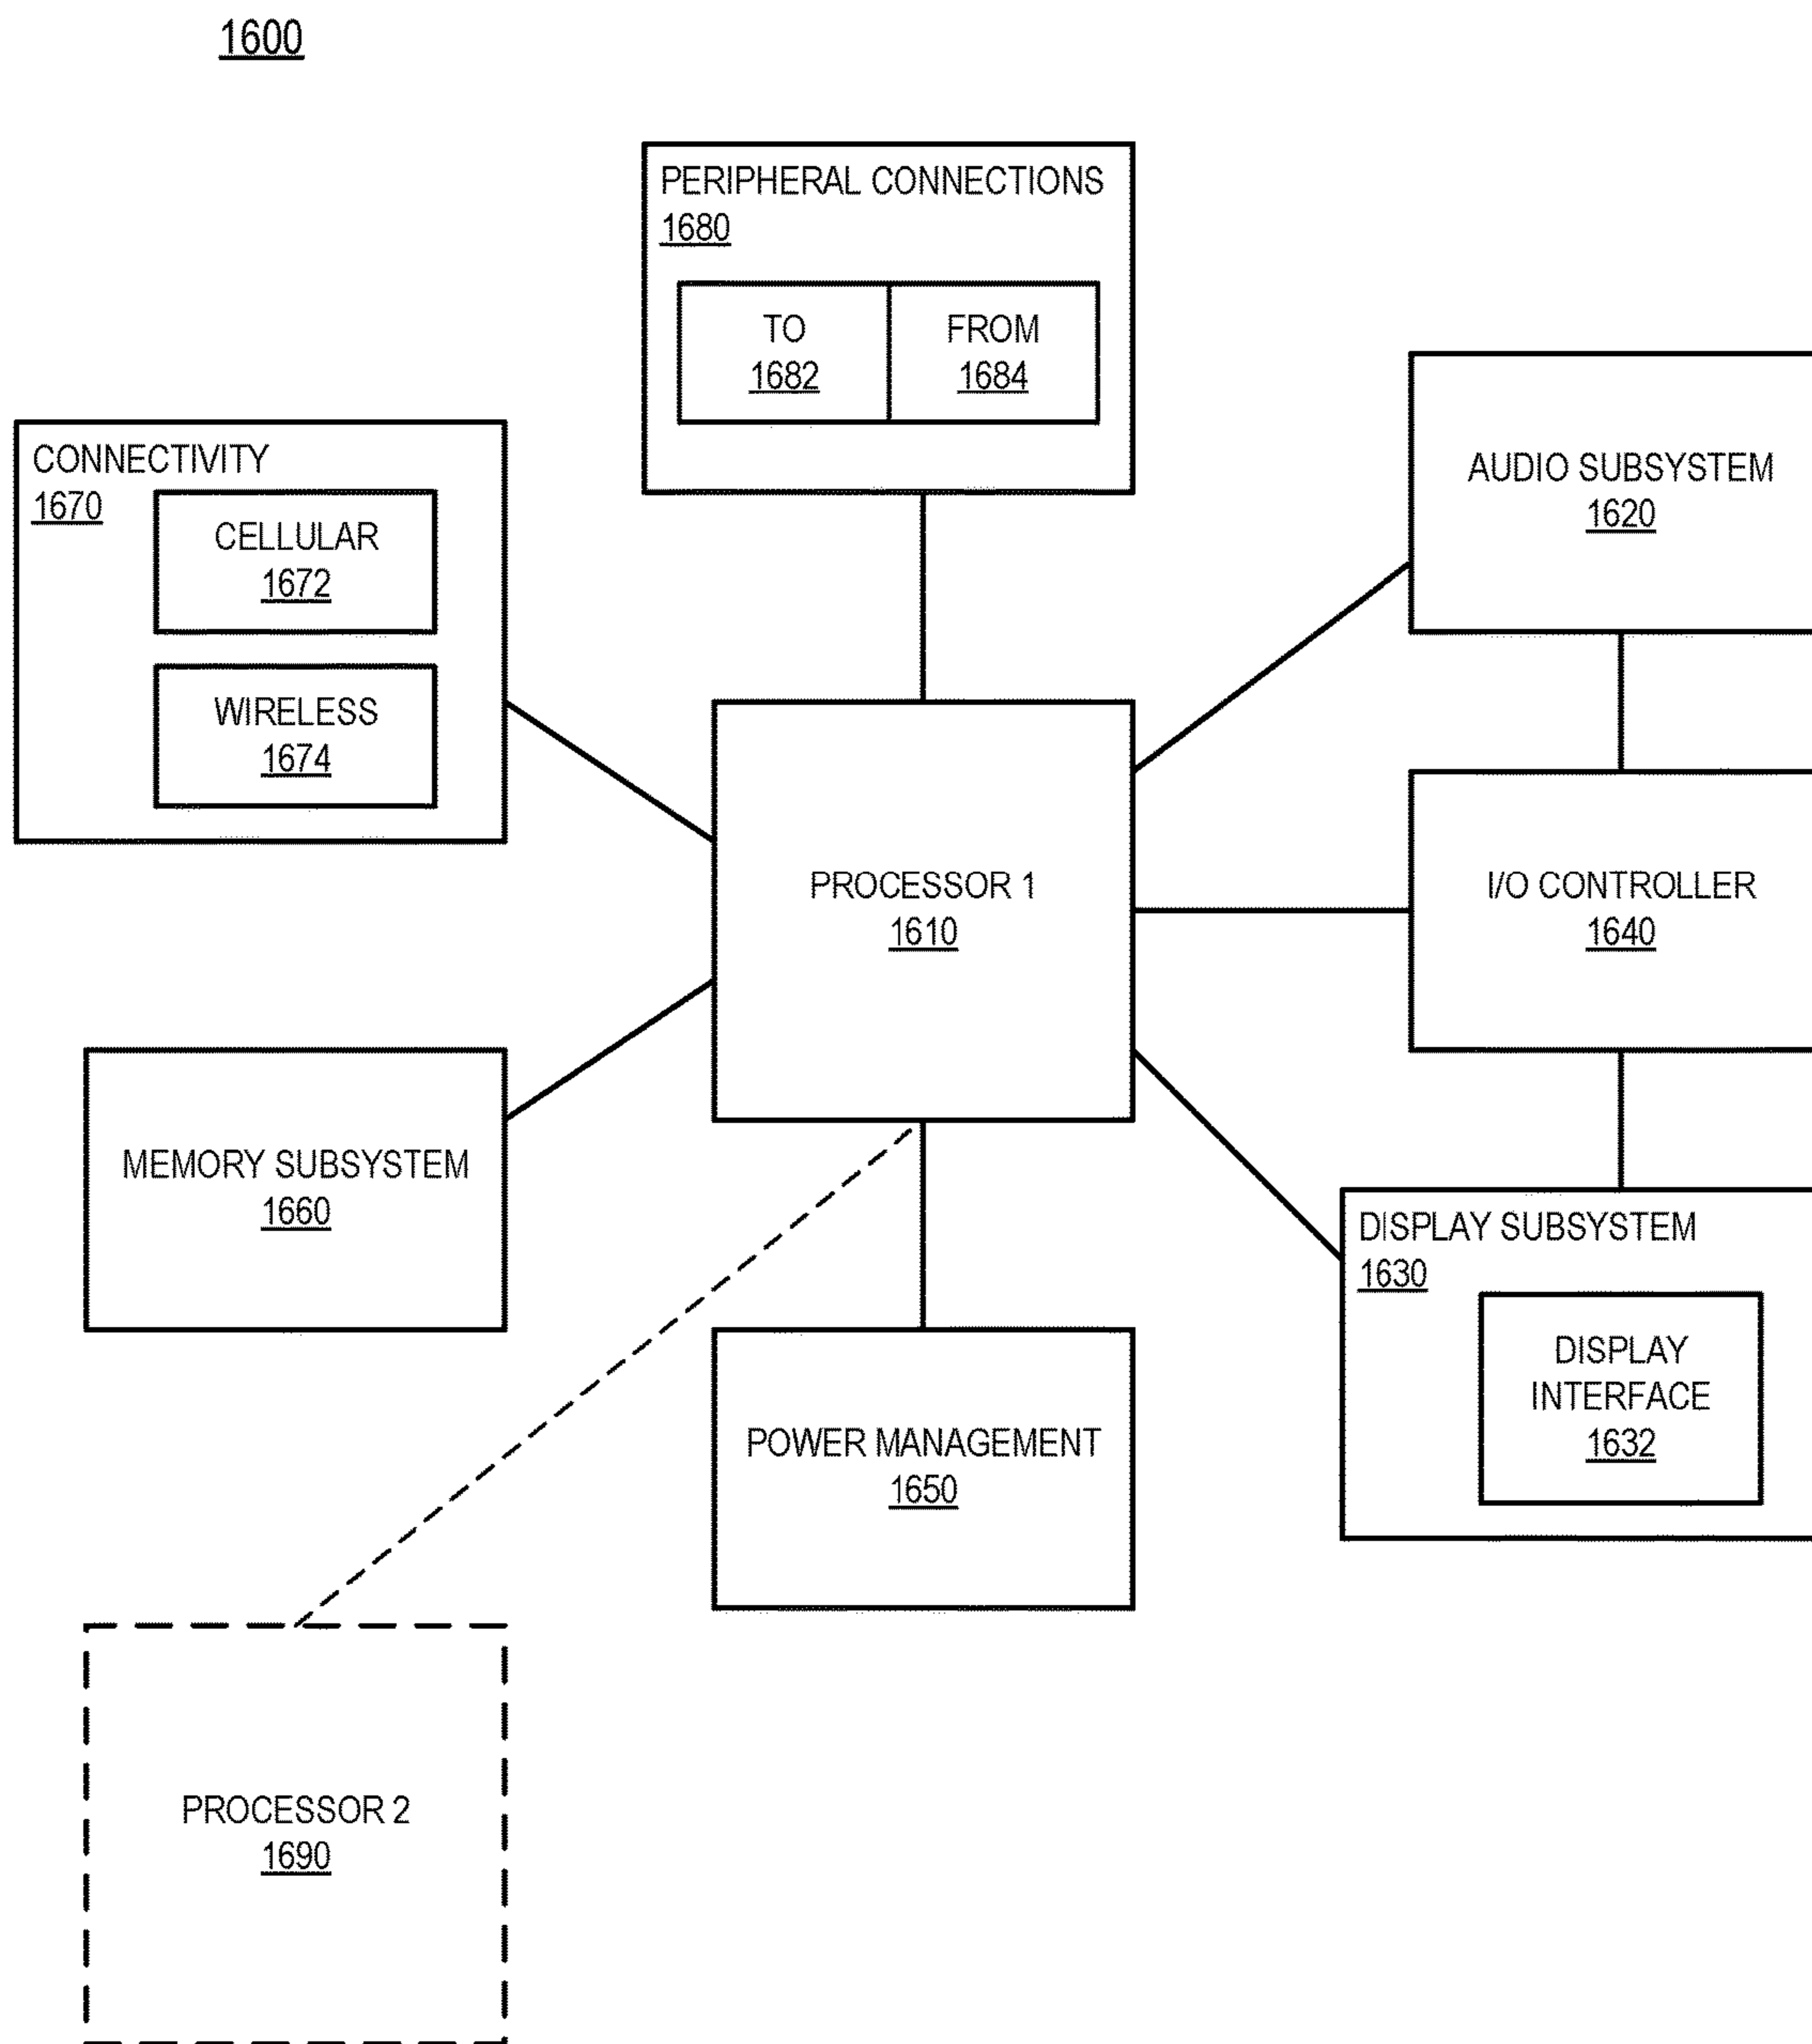 1600
PERIPHERAL CONNECTIONS
1680
TO
1682
FROM
1684
CONNECTIVITY
1670
CELLULAR
1672
WIRELESS
1674
AUDIO SUBSYSTEM
1620
PROCESSOR 1
1610
I/O CONTROLLER
1640
MEMORY SUBSYSTEM
1660
DISPLAY SUBSYSTEM
1630
DISPLAY
INTERFACE
1632
POWER MANAGEMENT
1650
PROCESSOR 2
1690